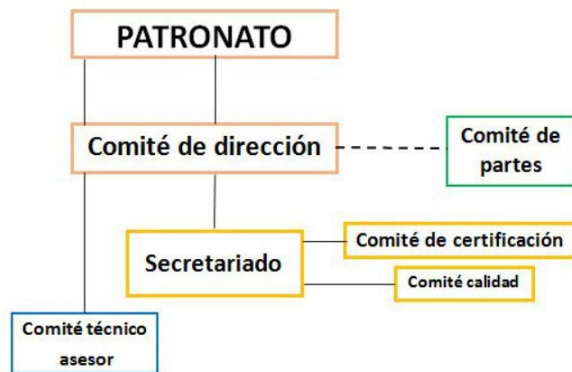 PATRONATO
Comité de dirección
Comité de
partes
Secretariado
Comité de certificación
Comité calidad
Comité técnico
asesor